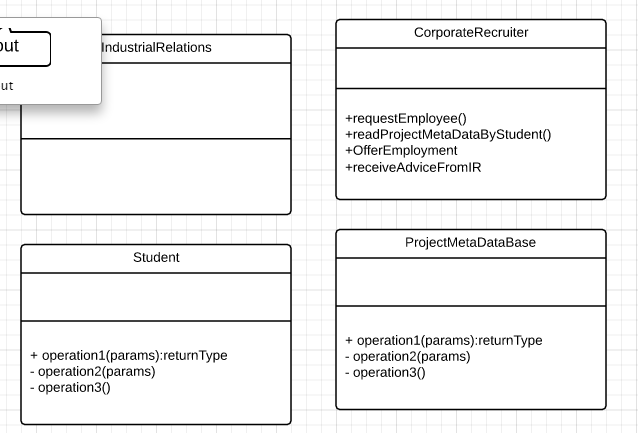 ut
IndustrialRelations
CorporateRecruiter
+requestEmployee()
+readProjectMetaDataByStudent()
+OfferEmployment
+receiveAdviceFromIR
Student
+ operation1(params):returnType
- operation2(params)
- operation3()
ProjectMetaDataBase
+ operation1(params):returnType
- operation2(params)
- operation3()